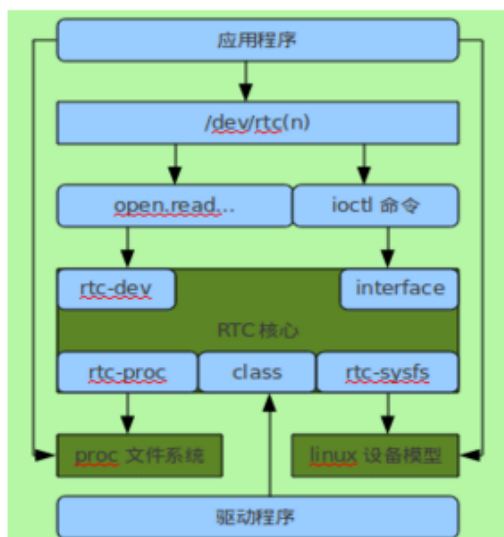 应用程序
/dev/rtc(n)
open.read...
ioctl 命令
rtc-dev
interface
RTC 核心
rtc-proc
class
rtc-sysfs
proc 文件系统
linux 设备模型
驱动程序